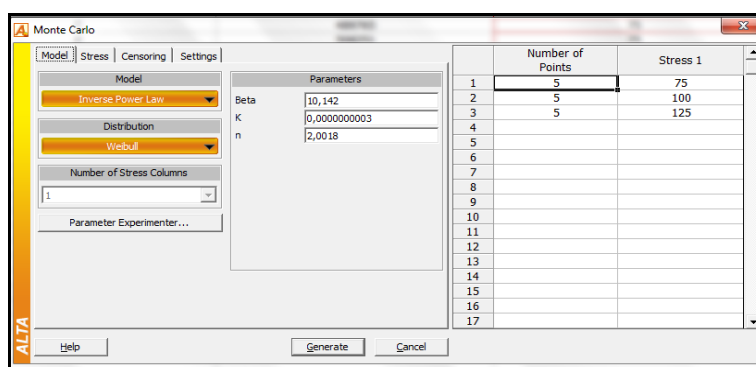 Monte Carlo
Model Stress Censoring Settings
Model
Inverse Power Law
Distribution
Weibull
Number of Stress Columns
1
Parameter Experimenter...
Parameters
Beta 10,142
K 0,0000000003
n 2,0018
Number of Points Stress 1
1 5 75
2 5 100
3 5 125
4
5
6
7
8
9
10
11
12
13
14
15
16
17
ALTA
Help Generate Cancel